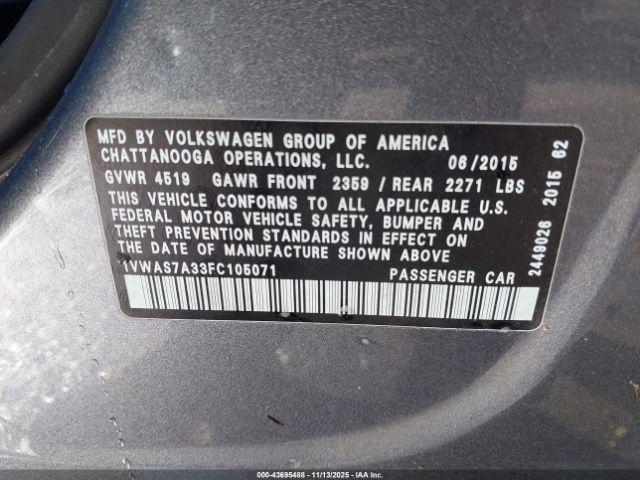 MFD BY VOLKSWAGEN GROUP OF AMERICA
CHATTANOOGA OPERATIONS, LLC. 06/2015
GVWR 4519 GAWR FRONT 2359 / REAR 2271 LBS
THIS VEHICLE CONFORMS TO ALL APPLICABLE U.S.
FEDERAL MOTOR VEHICLE SAFETY, BUMPER AND
THEFT PREVENTION STANDARDS IN EFFECT ON
THE DATE OF MANUFACTURE SHOWN ABOVE
1VWAS7A33FC105071 PASSENGER CAR
2449026 2015 62
000-43695488 - 11/13/2025 - IAAI.com